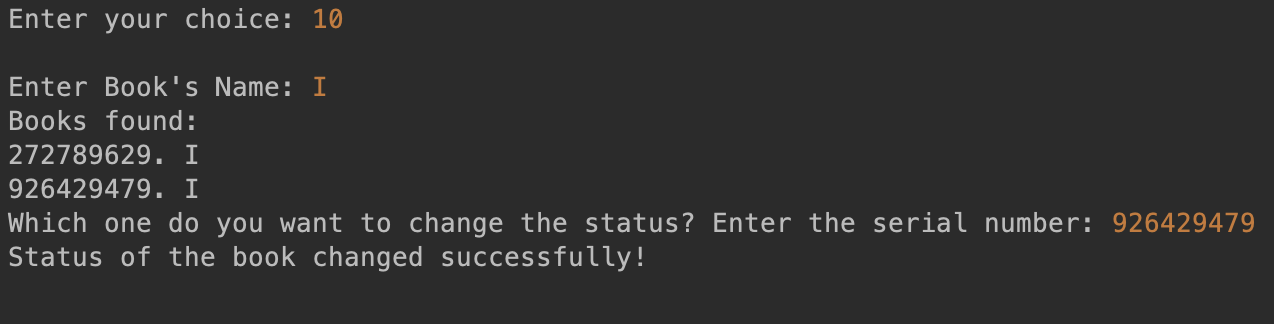 Enter your choice: 10
Enter Book's Name: I
Books found:
272789629. I
926429479. I
Which one do you want to change the status? Enter the serial number: 926429479
Status of the book changed successfully!